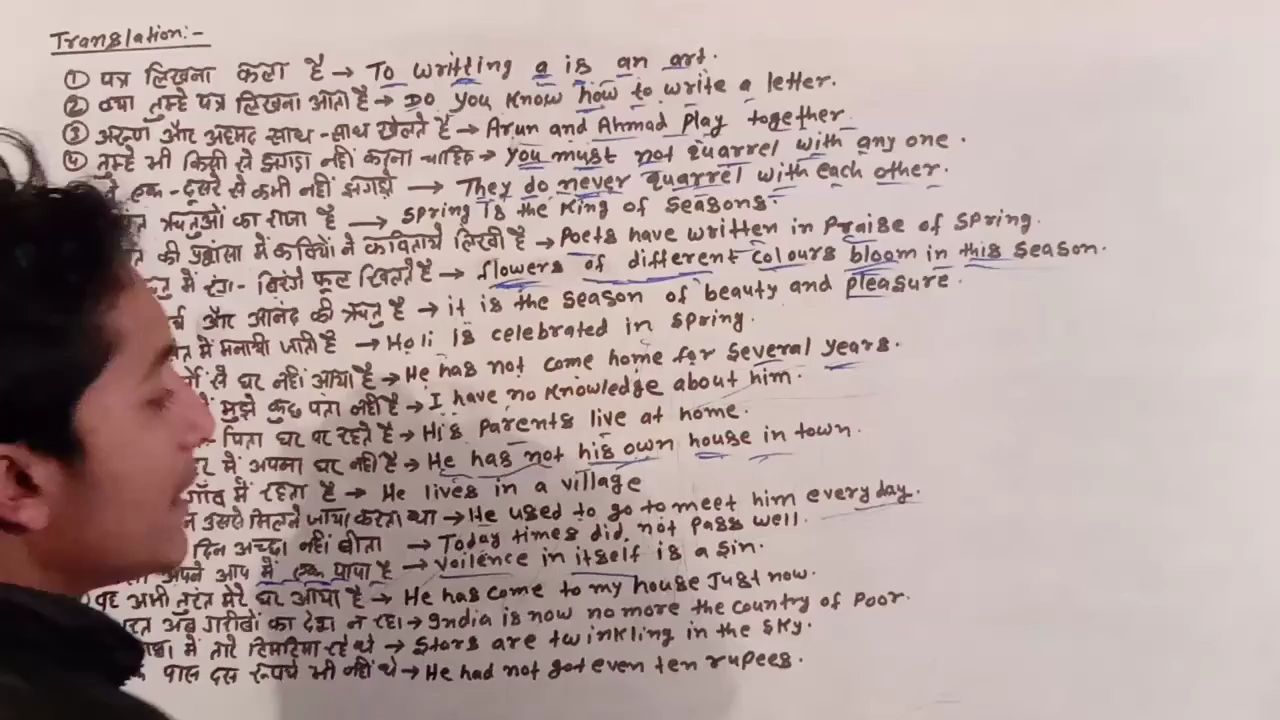 Translation:-
① पत्र लिखना कला है → To writting a is an art.
② क्या तुम्हे पत्र लिखना आता है → Do you know how to write a letter.
③ अरुण और अहमद साथ-साथ खेलते है → Arun and Ahmad play together.
④ तुम्हे भी किसी से झगड़ा नहीं करना चाहिए → you must not quarrel with any one.
एक-दूसरे से कभी नहीं झगड़ते → They do never quarrel with each other.
ऋतुओं का राजा है → Spring is the king of seasons.
की प्रशंसा में कवियों ने कविताये लिखी है → Poets have written in Praise of Spring.
में रंग-बिरंगे फूल खिलते है → flowers of different colours bloom in this season.
और आनंद की ऋतु है → it is the season of beauty and pleasure.
में मनायी जाती है → Holi is celebrated in spring.
से घर नहीं आया है → He has not come home for several years.
मुझे कुछ पता नहीं है → I have no knowledge about him.
पिता घर पर रहते है → His parents live at home.
में अपना घर नहीं है → He has not his own house in town.
गाँव में रहता है → He lives in a village
उससे मिलने जाया करता था → He used to go to meet him every day.
दिन अच्छा नहीं बीता → Today times did not pass well.
अपने आप में एक पाप है → voilence in itself is a sin.
वह अभी तुरंत मेरे घर आया है → He has come to my house Just now.
अब गरीबों का देश न रहा → India is now no more the country of poor.
में तारे टिमटिमा रहे थे → Stars are twinkling in the sky.
पास दस रूपये भी नहीं थे → He had not got even ten rupees.